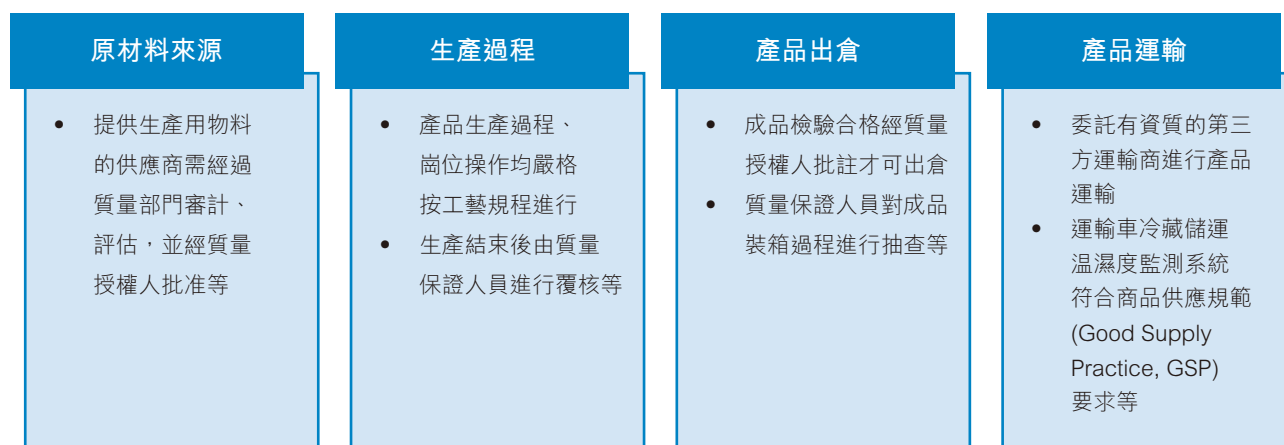 原材料來源
• 提供生產用物料
的供應商需經過
質量部門審計、
評估，並經質量
授權人批准等
生產過程
• 產品生產過程、
崗位操作均嚴格
按工藝規程進行
• 生產結束後由質量
保證人員進行覆核等
產品出倉
• 成品檢驗合格經質量
授權人批註才可出倉
• 質量保證人員對成品
裝箱過程進行抽查等
產品運輸
• 委託有資質的第三
方運輸商進行產品
運輸
• 運輸車冷藏儲運
温濕度監測系統
符合商品供應規範
(Good Supply
Practice, GSP)
要求等